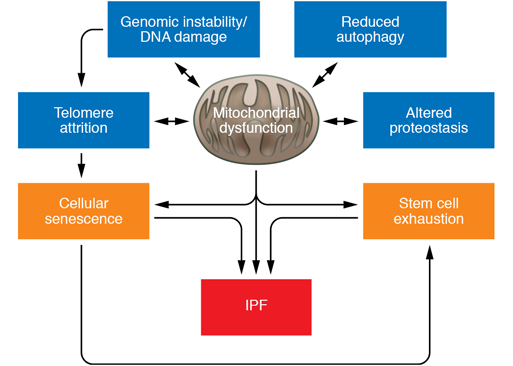 Genomic instability/
DNA damage
Reduced
autophagy
Telomere
attrition
Mitochondrial
dysfunction
Altered
proteostasis
Cellular
senescence
Stem cell
exhaustion
IPF